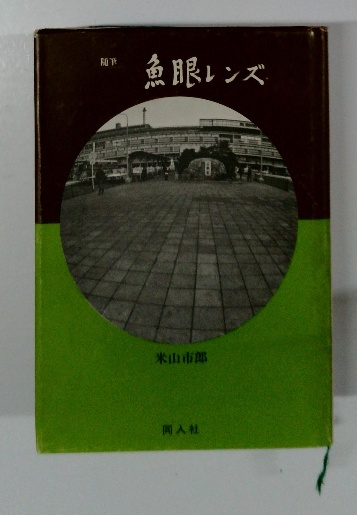 随筆
魚眼レンズ
米山市郎
同人社